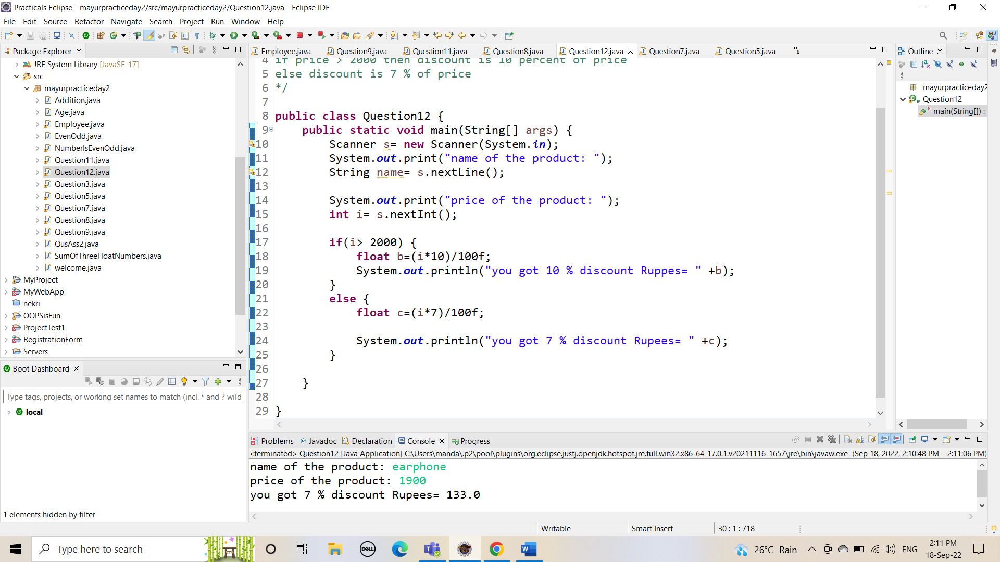 Practicals Eclipse - mayurpracticeday2/src/mayurpracticeday2/Question12.java - Eclipse IDE
File Edit Source Refactor Navigate Search Project Run Window Help
Package Explorer
JRE System Library [JavaSE-17]
src
mayurpracticeday2
Addition.java
Age.java
Employee.java
EvenOdd.java
NumberIsEvenOdd.java
Question11.java
Question12.java
Question3.java
Question5.java
Question7.java
Question8.java
Question9.java
QusAss2.java
SumOfThreeFloatNumbers.java
welcome.java
MyProject
MyWebApp
nekri
OOPSisFun
ProjectTest1
RegistrationForm
Servers
Boot Dashboard
Type tags, projects, or working set names to match (incl. * and ? wild
local
1 elements hidden by filter
Employee.java Question9.java Question11.java Question8.java Question12.java Question7.java Question5.java »8
4 if price > 2000 then discount is 10 percent of price
5 else discount is 7 % of price
6 */
7
8 public class Question12 {
9 public static void main(String[] args) {
10 Scanner s= new Scanner(System.in);
11 System.out.print("name of the product: ");
12 String name= s.nextLine();
13
14 System.out.print("price of the product: ");
15 int i= s.nextInt();
16
17 if(i> 2000) {
18 float b=(i*10)/100f;
19 System.out.println("you got 10 % discount Ruppes= " +b);
20 }
21 else {
22 float c=(i*7)/100f;
23
24 System.out.println("you got 7 % discount Rupees= " +c);
25 }
26
27 }
28
29 }
Outline
mayurpracticeday2
Question12
main(String[]) :
Problems Javadoc Declaration Console Progress
<terminated> Question12 [Java Application] C:\Users\manda\.p2\pool\plugins\org.eclipse.justj.openjdk.hotspot.jre.full.win32.x86_64_17.0.1.v20211116-1657\jre\bin\javaw.exe (Sep 18, 2022, 2:10:48 PM – 2:11:06 PM)
name of the product: earphone
price of the product: 1900
you got 7 % discount Rupees= 133.0
Writable Smart Insert 30 : 1 : 718
Type here to search
DELL
26°C Rain
ENG
2:11 PM
18-Sep-22